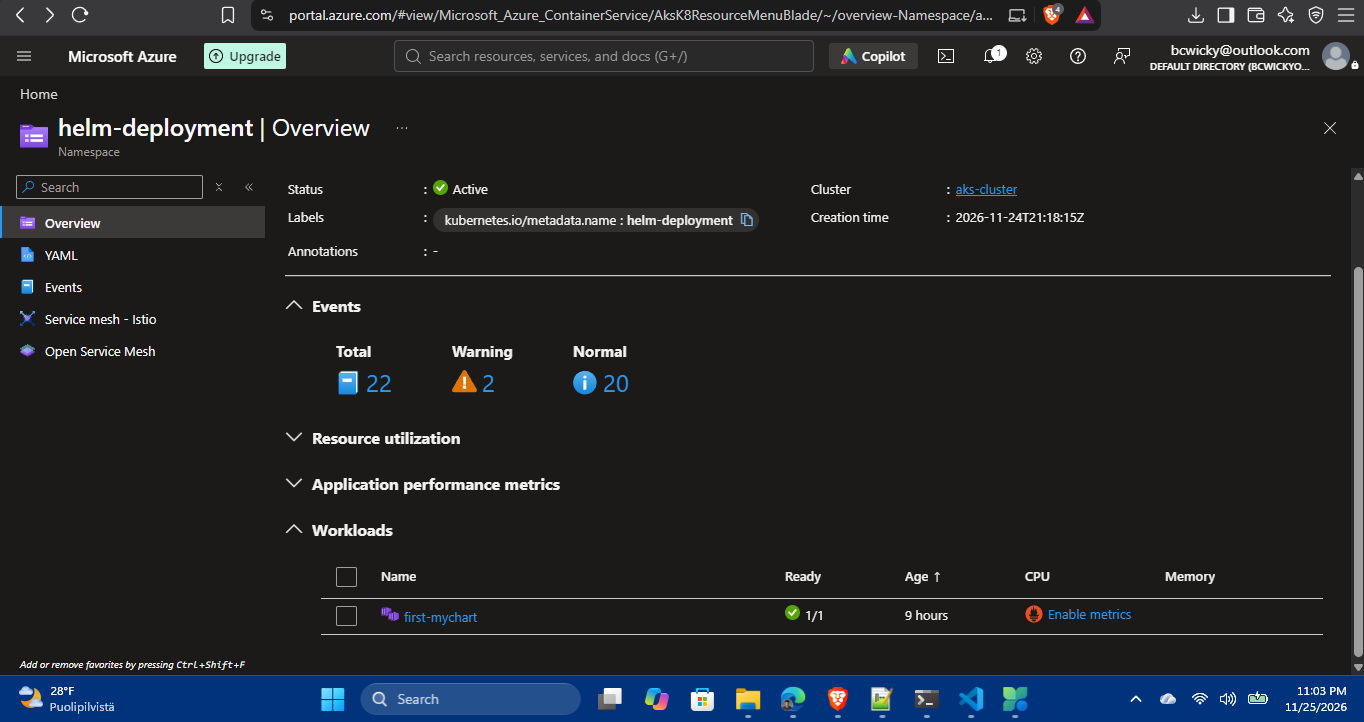 portal.azure.com/#view/Microsoft_Azure_ContainerService/AksK8ResourceMenuBlade/~/overview-Namespace/a...
4
Microsoft Azure
Upgrade
Search resources, services, and docs (G+/)
Copilot
1
bcwicky@outlook.com
DEFAULT DIRECTORY (BCWICKYO...
Home
helm-deployment | Overview
...
Namespace
Search
Overview
YAML
Events
Service mesh - Istio
Open Service Mesh
Add or remove favorites by pressing Ctrl+Shift+F
Status : Active
Cluster : aks-cluster
Labels : kubernetes.io/metadata.name : helm-deployment
Creation time : 2026-11-24T21:18:15Z
Annotations : -
Events
Total Warning Normal
22 2 20
Resource utilization
Application performance metrics
Workloads
Name Ready Age ↑ CPU Memory
first-mychart 1/1 9 hours Enable metrics
28°F
Puolipilvistä
Search
11:03 PM
11/25/2026